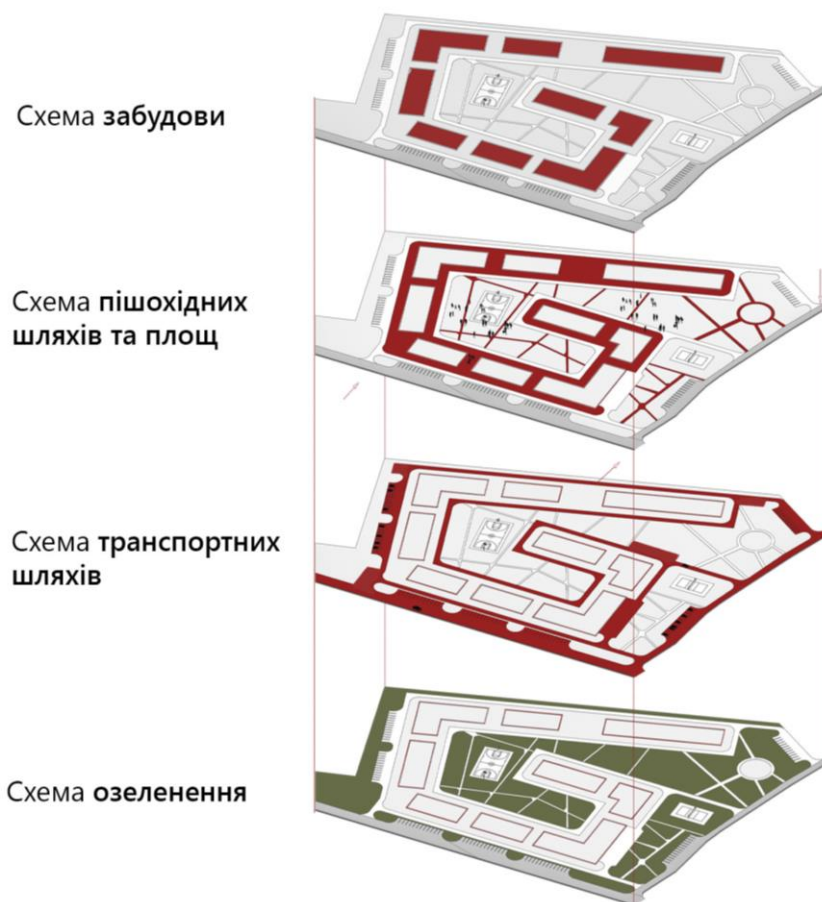 Схема забудови
Схема пішохідних
шляхів та площ
Схема транспортних
шляхів
Схема озеленення